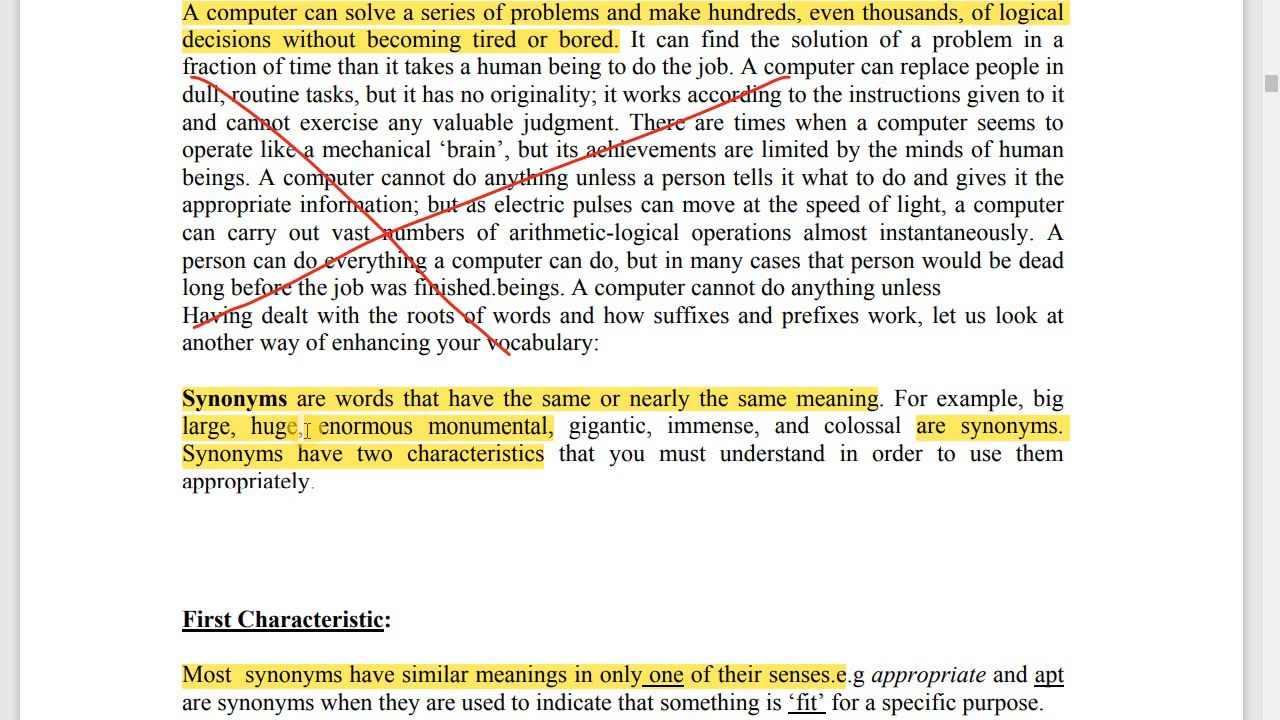 A computer can solve a series of problems and make hundreds, even thousands, of logical
decisions without becoming tired or bored. It can find the solution of a problem in a
fraction of time than it takes a human being to do the job. A computer can replace people in
dull, routine tasks, but it has no originality; it works according to the instructions given to it
and cannot exercise any valuable judgment. There are times when a computer seems to
operate like a mechanical ‘brain’, but its achievements are limited by the minds of human
beings. A computer cannot do anything unless a person tells it what to do and gives it the
appropriate information; but as electric pulses can move at the speed of light, a computer
can carry out vast numbers of arithmetic-logical operations almost instantaneously. A
person can do everything a computer can do, but in many cases that person would be dead
long before the job was finished.beings. A computer cannot do anything unless
Having dealt with the roots of words and how suffixes and prefixes work, let us look at
another way of enhancing your vocabulary:
Synonyms are words that have the same or nearly the same meaning. For example, big
large, huge, enormous monumental, gigantic, immense, and colossal are synonyms.
Synonyms have two characteristics that you must understand in order to use them
appropriately.
First Characteristic:
Most synonyms have similar meanings in only one of their senses.e.g appropriate and apt
are synonyms when they are used to indicate that something is ‘fit’ for a specific purpose.